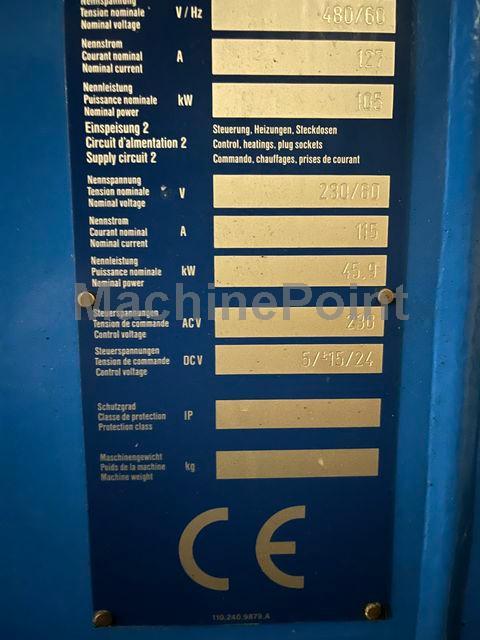 Nennspannung
Tension nominale V / Hz 480/60
Nominal voltage
Nennstrom
Courant nominal A 127
Nominal current
Nennleistung
Puissance nominale kW 105
Nominal power
Einspeisung 2 Steuerung, Heizungen, Steckdosen
Circuit d'almentation 2 Control, heatings, plug sockets
Supply circuit 2 Commando, chauffages, prises de courant
Nennspannung
Tension nominale V 230/60
Nominal voltage
Nennstrom
Courant nominal A 115
Nominal current
Nennleistung
Puissance nominale kW 45.9
Nominal power
MachinePoint
Steuerspannungen
Tension de commande AC V 230
Control voltage
Steuerspannungen
Tension de commande DC V 5/±15/24
Control voltage
Schutzgrad
Classe de protection IP
Protection class
Maschinengewicht
Poids de la machine kg
Machine weight
CE
110.240.9879.A